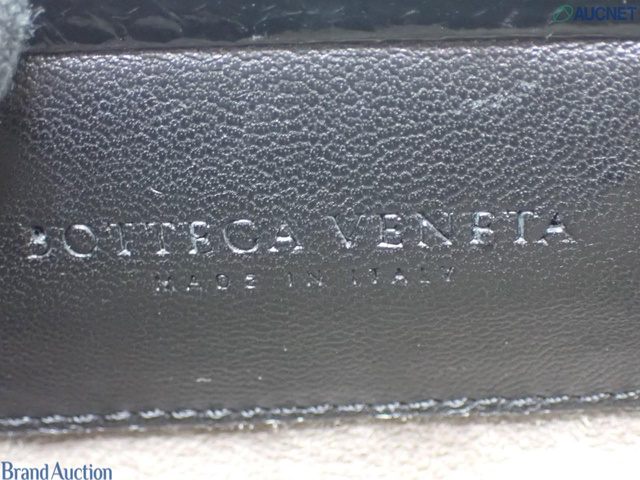 AUCNET
BOTTEGA VENETA
MADE IN ITALY
Brand Auction